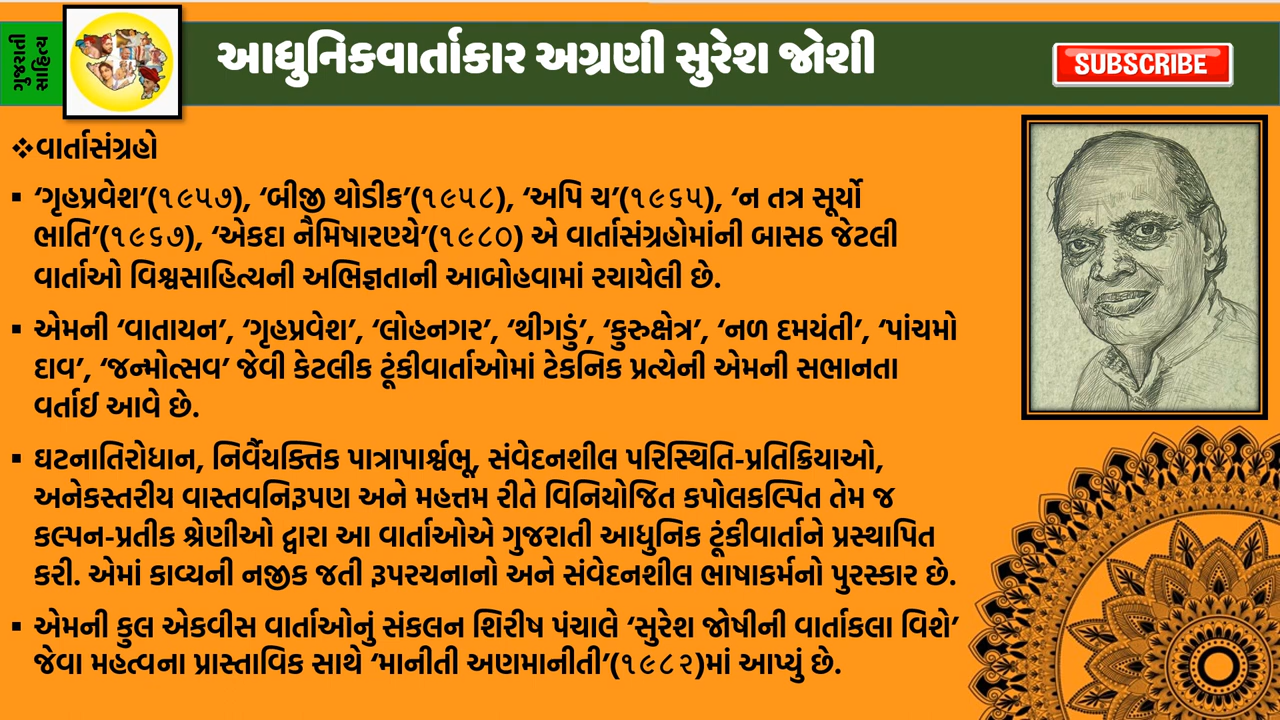 ગુજરાતી
સાહિત્ય
આધુનિકવાર્તાકાર અગ્રણી સુરેશ જોશી
SUBSCRIBE
❖વાર્તાસંગ્રહો
▪ ‘ગૃહપ્રવેશ’(૧૯૫૭), ‘બીજી થોડીક’(૧૯૫૮), ‘અપિ ચ’(૧૯૬૫), ‘ન તત્ર સૂર્યો
ભાતિ’(૧૯૬૭), ‘એકદા નૈમિષારણ્યે’(૧૯૮૦) એ વાર્તાસંગ્રહોમાંની બાસઠ જેટલી
વાર્તાઓ વિશ્વસાહિત્યની અભિજ્ઞતાની આબોહવામાં રચાયેલી છે.
▪ એમની ‘વાતાયન’, ‘ગૃહપ્રવેશ’, ‘લોહનગર’, ‘થીગડું’, ‘કુરુક્ષેત્ર’, ‘નળ દમયંતી’, ‘પાંચમો
દાવ’, ‘જન્મોત્સવ’ જેવી કેટલીક ટૂંકીવાર્તાઓમાં ટેકનિક પ્રત્યેની એમની સભાનતા
વર્તાઈ આવે છે.
▪ ઘટનાતિરોધાન, નિર્વૈયક્તિક પાત્રાપાર્શ્વભૂ, સંવેદનશીલ પરિસ્થિતિ-પ્રતિક્રિયાઓ,
અનેકસ્તરીય વાસ્તવનિરૂપણ અને મહત્તમ રીતે વિનિયોજિત કપોલકલ્પિત તેમ જ
કલ્પન-પ્રતીક શ્રેણીઓ દ્વારા આ વાર્તાઓએ ગુજરાતી આધુનિક ટૂંકીવાર્તાને પ્રસ્થાપિત
કરી. એમાં કાવ્યની નજીક જતી રૂપરચનાનો અને સંવેદનશીલ ભાષાકર્મનો પુરસ્કાર છે.
▪ એમની કુલ એકવીસ વાર્તાઓનું સંકલન શિરીષ પંચાલે ‘સુરેશ જોષીની વાર્તાકલા વિશે’
જેવા મહત્વના પ્રાસ્તાવિક સાથે ‘માનીતી અણમાનીતી’(૧૯૮૨)માં આપ્યું છે.